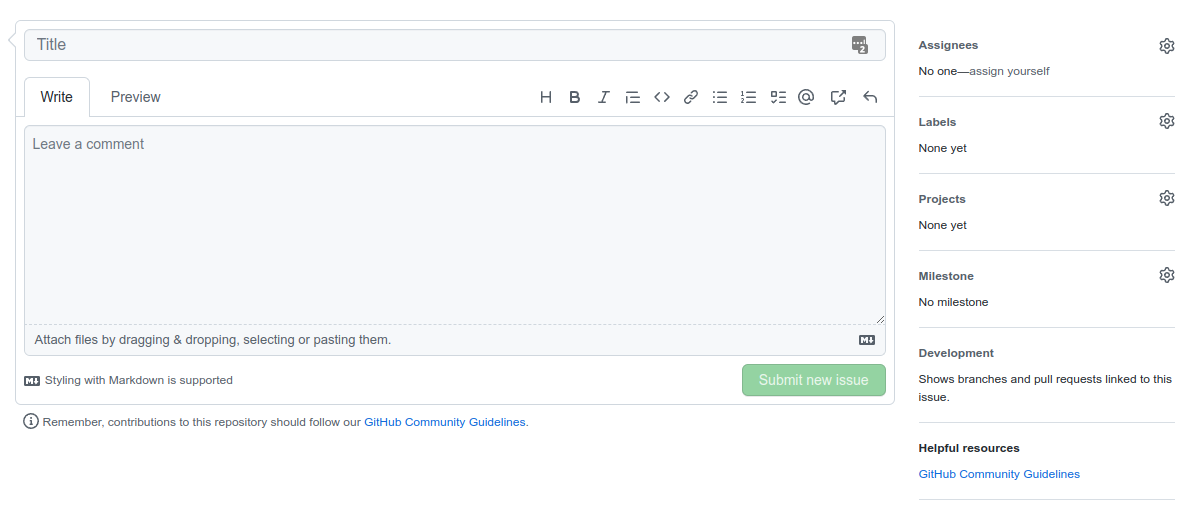 Title
Write Preview
Leave a comment
Attach files by dragging & dropping, selecting or pasting them.
Styling with Markdown is supported
Submit new issue
Remember, contributions to this repository should follow our GitHub Community Guidelines.
Assignees
No one—assign yourself
Labels
None yet
Projects
None yet
Milestone
No milestone
Development
Shows branches and pull requests linked to this
issue.
Helpful resources
GitHub Community Guidelines